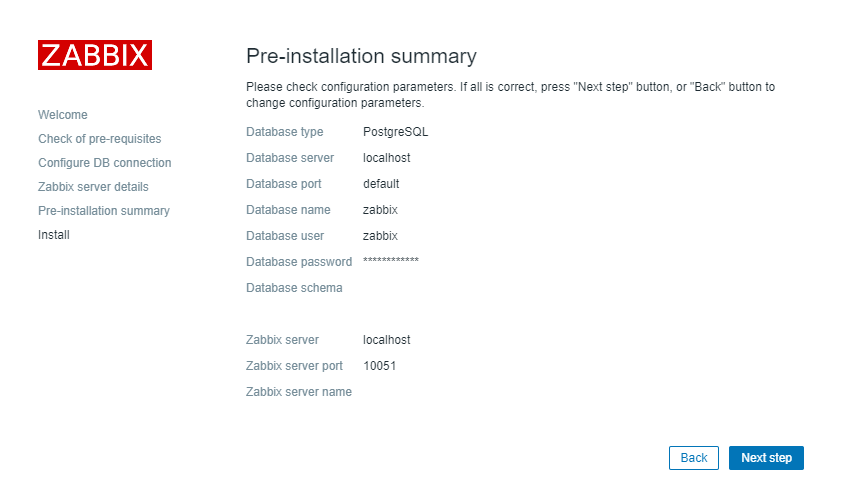 ZABBIX
Welcome
Check of pre-requisites
Configure DB connection
Zabbix server details
Pre-installation summary
Install
Pre-installation summary
Please check configuration parameters. If all is correct, press "Next step" button, or "Back" button to
change configuration parameters.
Database type PostgreSQL
Database server localhost
Database port default
Database name zabbix
Database user zabbix
Database password ************
Database schema
Zabbix server localhost
Zabbix server port 10051
Zabbix server name
Back Next step